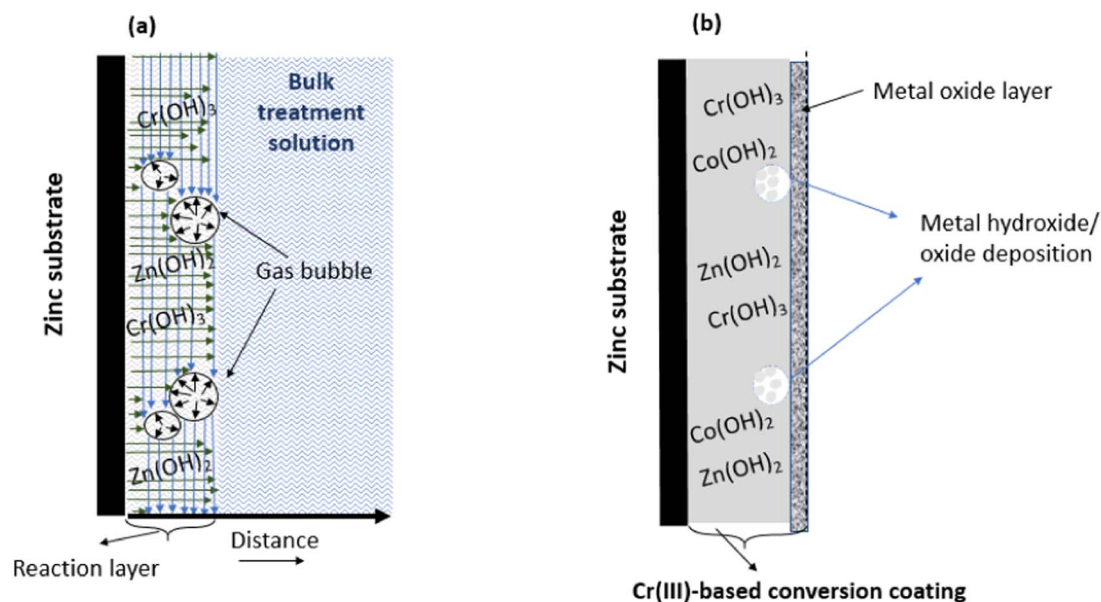 (a)
Zinc substrate
Cr(OH)₃
Bulk
treatment
solution
Gas bubble
Zn(OH)₂
Cr(OH)₃
Zn(OH)₂
Distance
Reaction layer
(b)
Zinc substrate
Cr(OH)₃
Metal oxide layer
Co(OH)₂
Metal hydroxide/
oxide deposition
Zn(OH)₂
Cr(OH)₃
Co(OH)₂
Zn(OH)₂
Cr(III)-based conversion coating